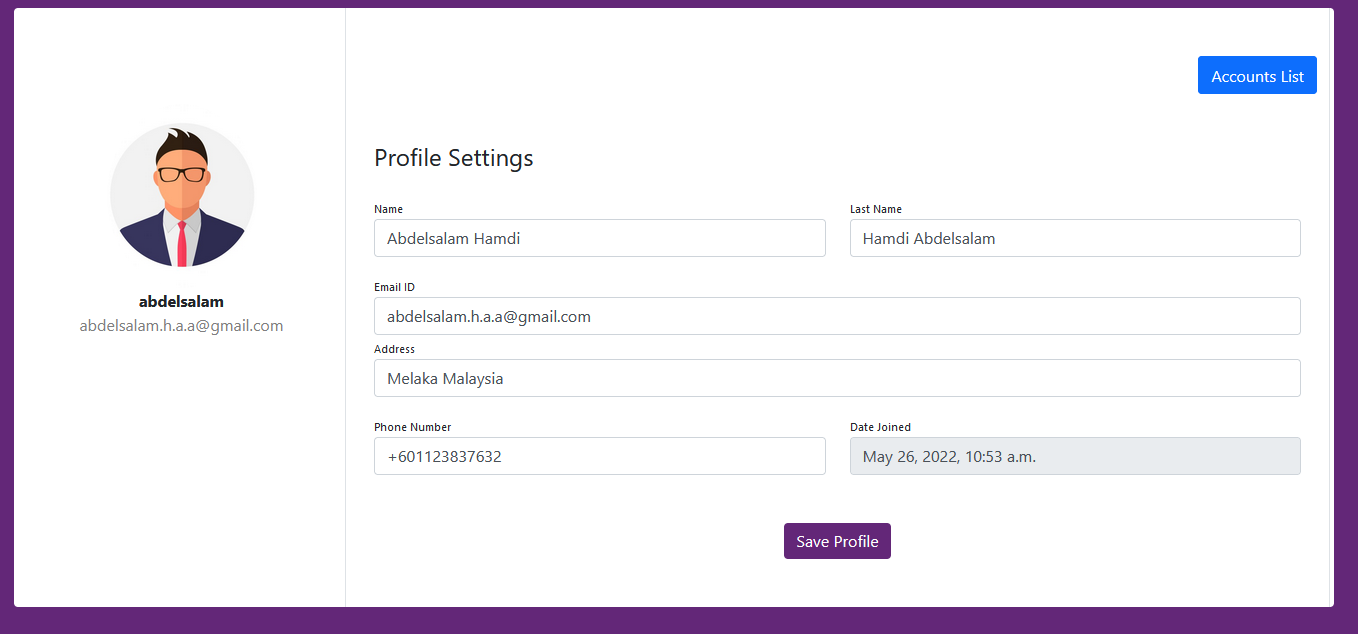 Accounts List
abdelsalam
abdelsalam.h.a.a@gmail.com
Profile Settings
Name
Abdelsalam Hamdi
Last Name
Hamdi Abdelsalam
Email ID
abdelsalam.h.a.a@gmail.com
Address
Melaka Malaysia
Phone Number
+601123837632
Date Joined
May 26, 2022, 10:53 a.m.
Save Profile